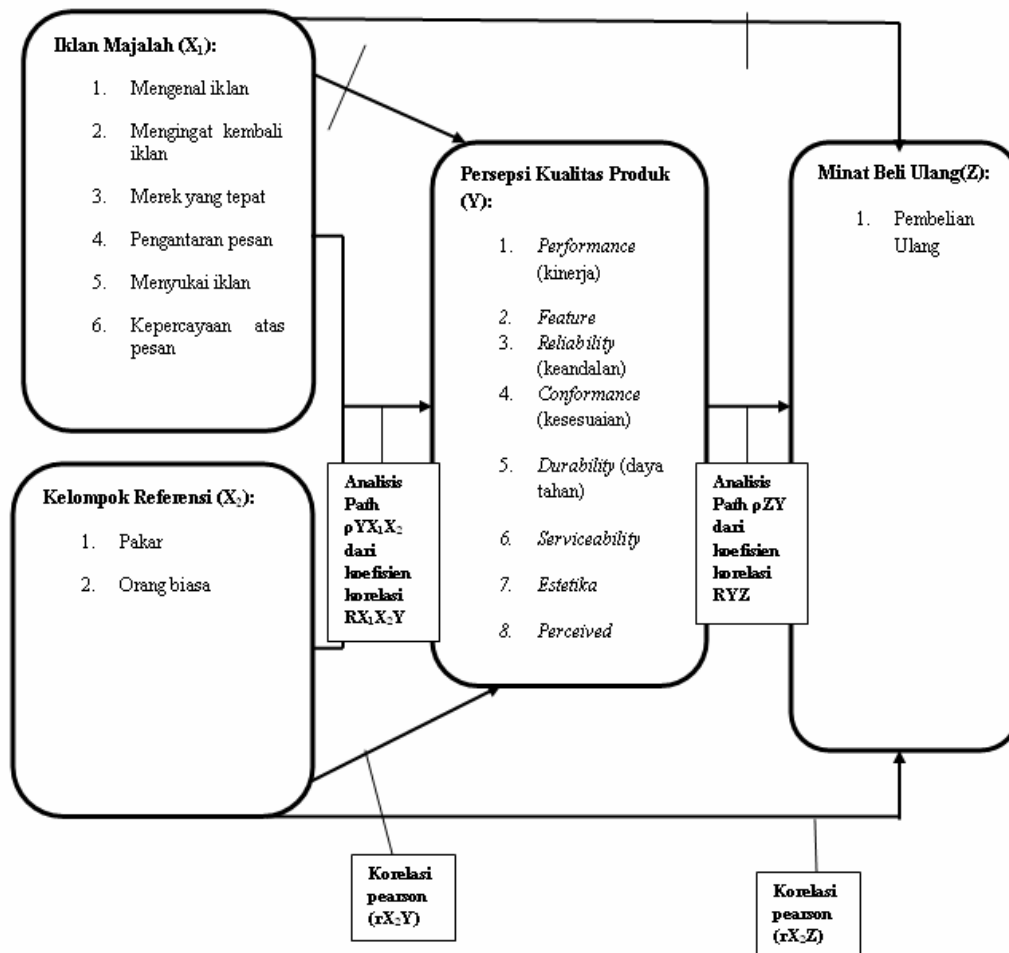 Iklan Majalah (X₁):
1. Mengenal iklan
2. Mengingat kembali
iklan
3. Merek yang tepat
4. Pengantaran pesan
5. Menyukai iklan
6. Kepercayaan atas
pesan
Kelompok Referensi (X₂):
1. Pakar
2. Orang biasa
Analisis
Path
ρYX₁X₂
dari
koefisien
korelasi
RX₁X₂Y
Persepsi Kualitas Produk
(Y):
1. Performance
(kinerja)
2. Feature
3. Reliability
(keandalan)
4. Conformance
(kesesuaian)
5. Durability (daya
tahan)
6. Serviceability
7. Estetika
8. Perceived
Analisis
Path ρZY
dari
koefisien
korelasi
RYZ
Minat Beli Ulang(Z):
1. Pembelian
Ulang
Korelasi
pearson
(rX₂Y)
Korelasi
pearson
(rX₂Z)